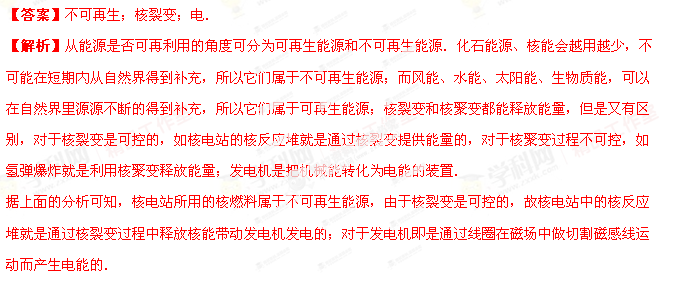 【答案】不可再生；核裂变；电．
【解析】从能源是否可再利用的角度可分为可再生能源和不可再生能源．化石能源、核能会越用越少，不
可能在短期内从自然界得到补充，所以它们属于不可再生能源；而风能、水能、太阳能、生物质能，可以
在自然界里源源不断的得到补充，所以它们属于可再生能源；核裂变和核聚变都能释放能量，但是又有区
别，对于核裂变是可控的，如核电站的核反应堆就是通过核裂变提供能量的，对于核聚变过程不可控，如
氢弹爆炸就是利用核聚变释放能量；发电机是把机械能转化为电能的装置．
据上面的分析可知，核电站所用的核燃料属于不可再生能源，由于核裂变是可控的，故核电站中的核反应
堆就是通过核裂变过程中释放核能带动发电机发电的；对于发电机即是通过线圈在磁场中做切割磁感线运
动而产生电能的．